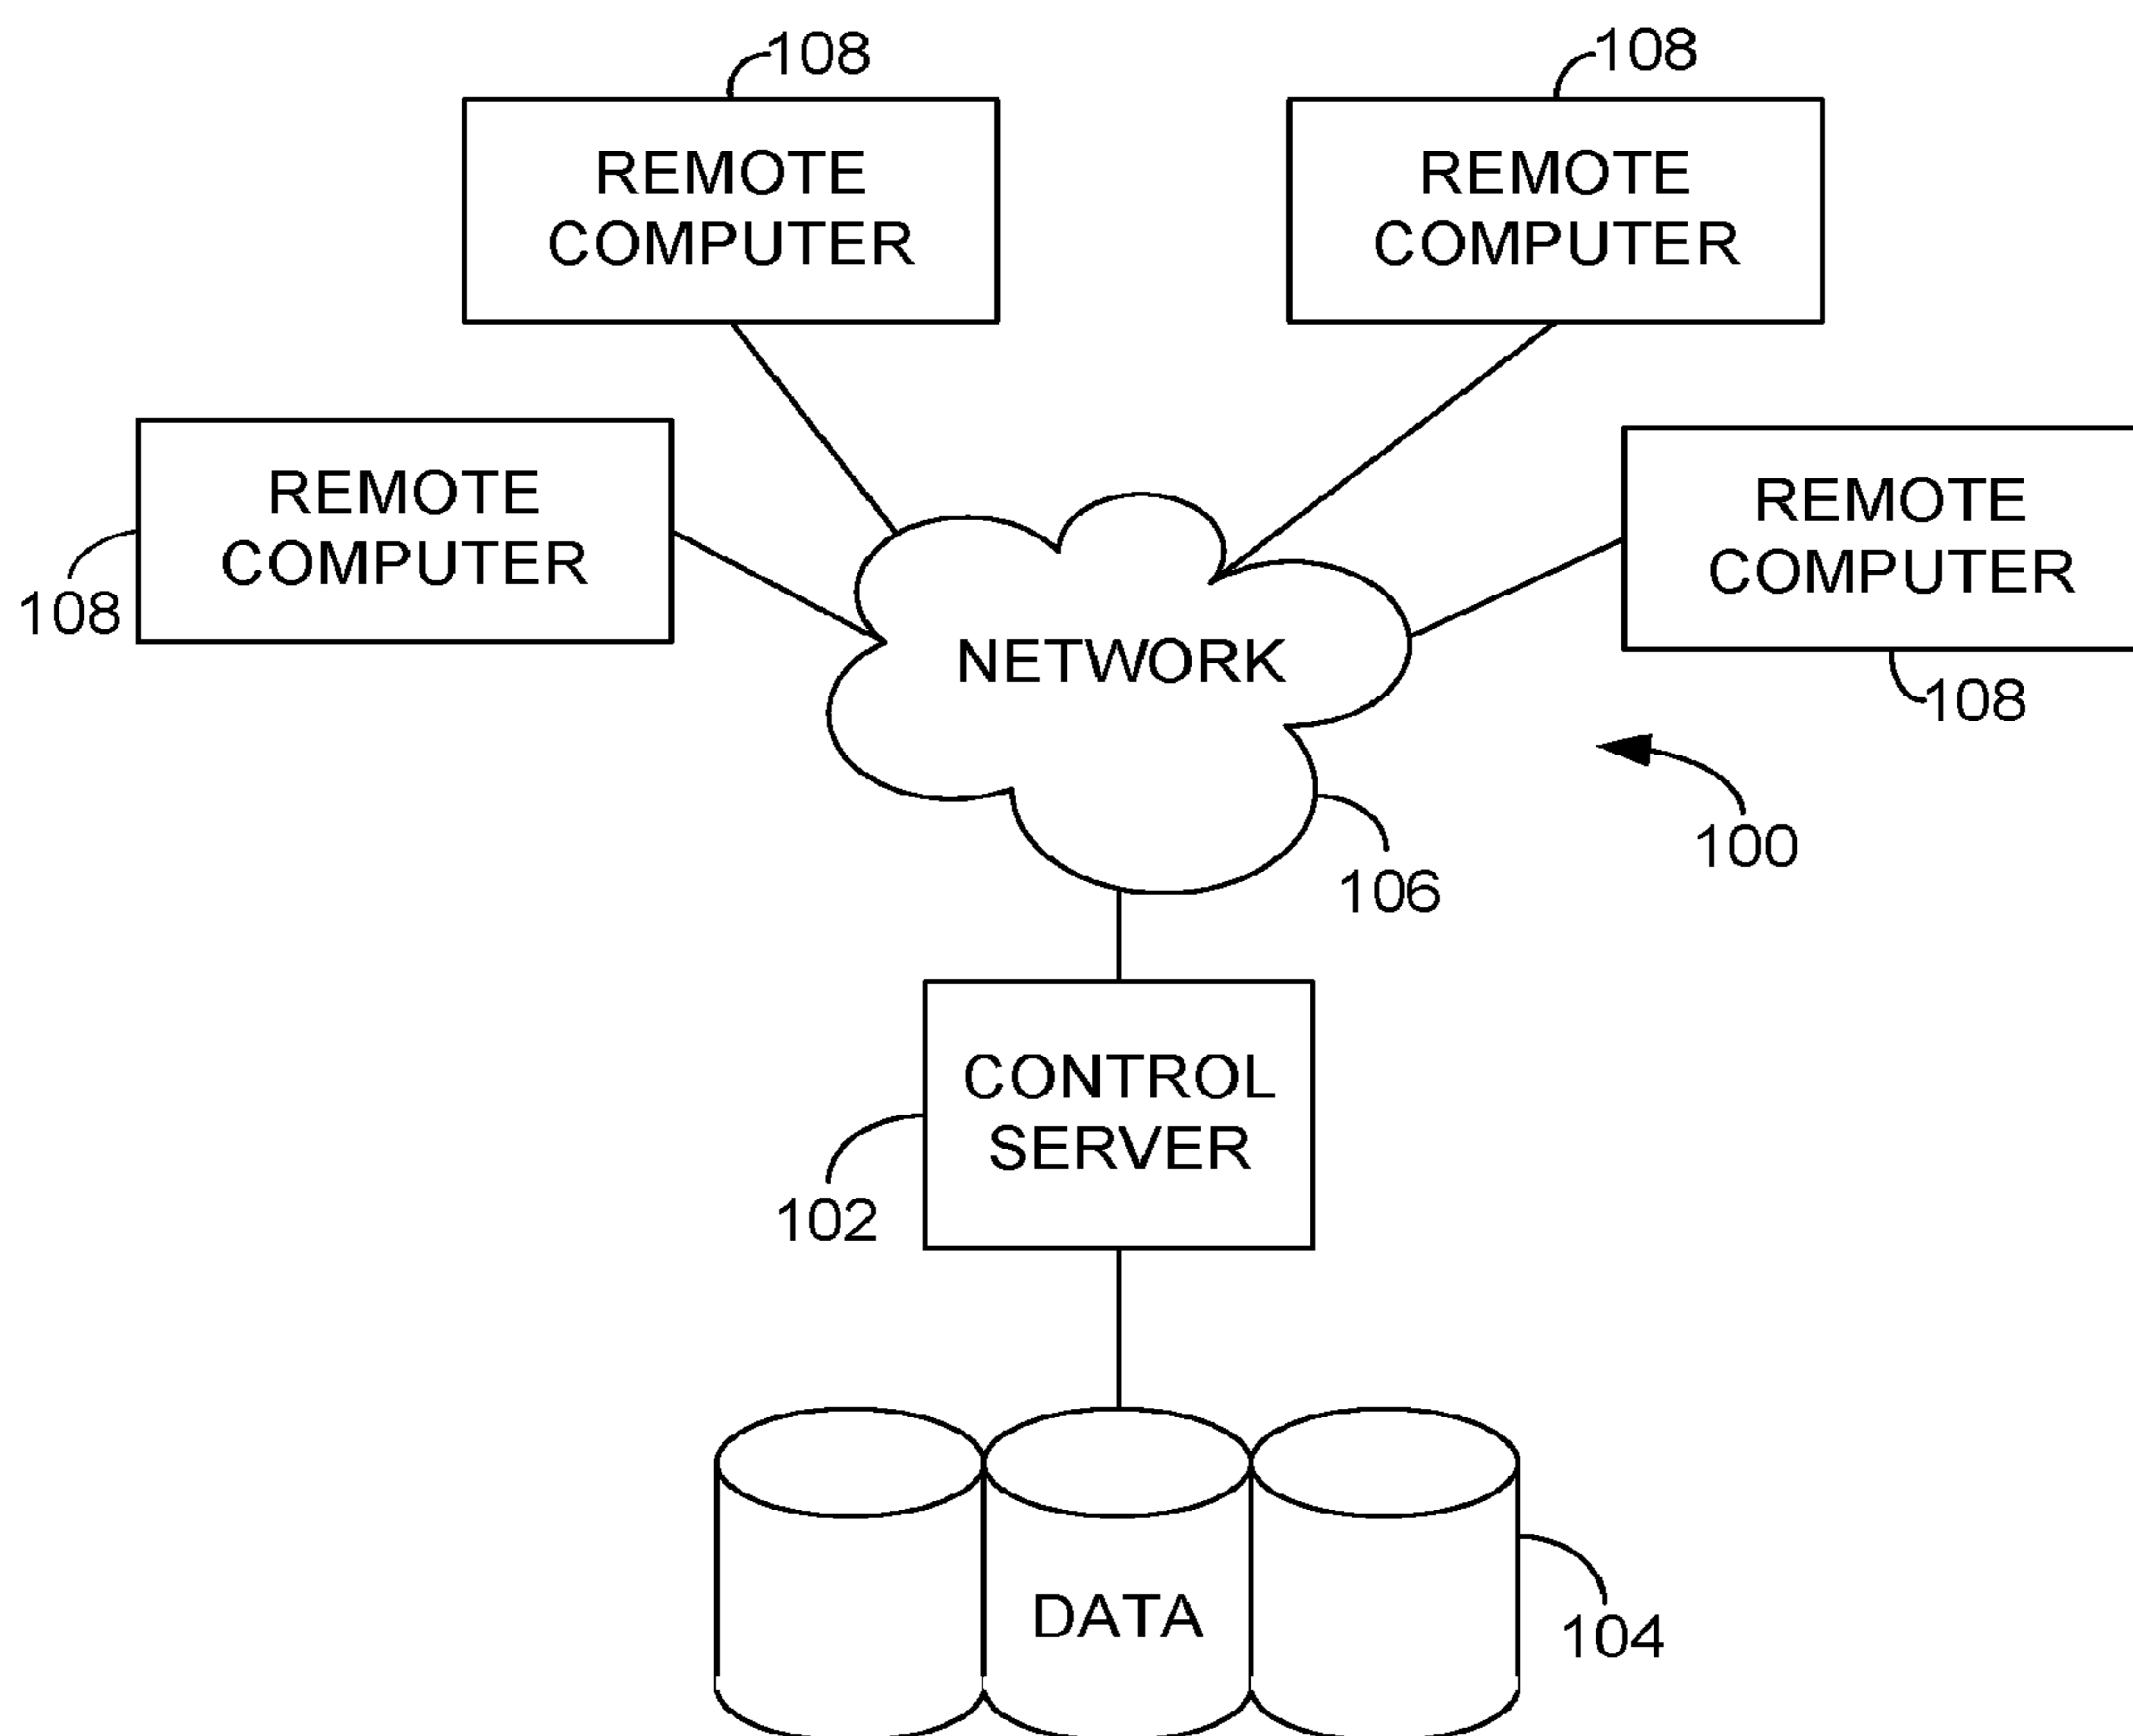 108
108
REMOTE
COMPUTER
REMOTE
COMPUTER
REMOTE
COMPUTER
108
REMOTE
COMPUTER
108
NETWORK
100
106
CONTROL
SERVER
102
DATA
104